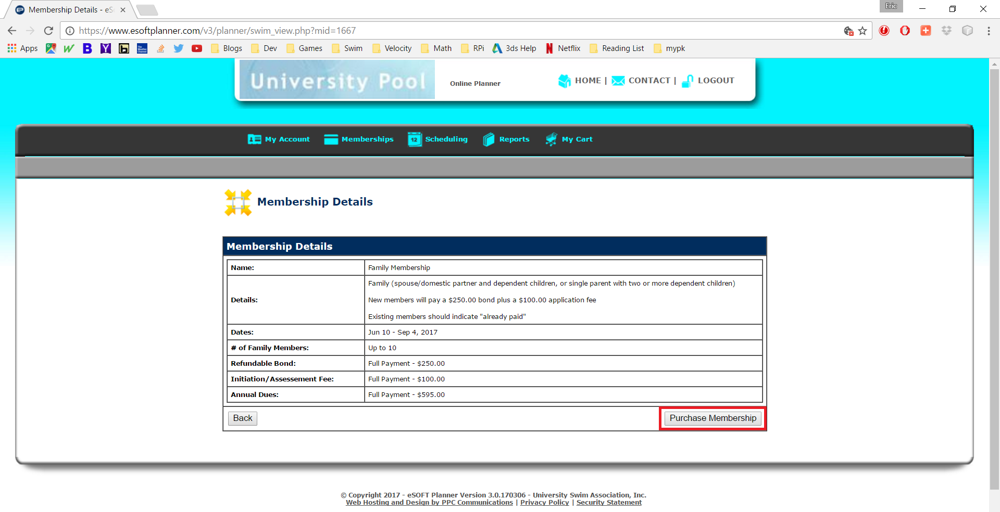 Membership Details - eS
Eric
https://www.esoftplanner.com/v3/planner/swim_view.php?mid=1667
Apps Blogs Dev Games Swim Velocity Math RPi 3ds Help Netflix Reading List mypk
University Pool
Online Planner
HOME | CONTACT | LOGOUT
My Account Memberships 12 Scheduling Reports My Cart
Membership Details
Membership Details
Name: Family Membership
Details: Family (spouse/domestic partner and dependent children, or single parent with two or more dependent children)
New members will pay a $250.00 bond plus a $100.00 application fee
Existing members should indicate "already paid"
Dates: Jun 10 - Sep 4, 2017
# of Family Members: Up to 10
Refundable Bond: Full Payment - $250.00
Initiation/Assessement Fee: Full Payment - $100.00
Annual Dues: Full Payment - $595.00
Back Purchase Membership
© Copyright 2017 - eSOFT Planner Version 3.0.170306 - University Swim Association, Inc.
Web Hosting and Design by PPC Communications | Privacy Policy | Security Statement